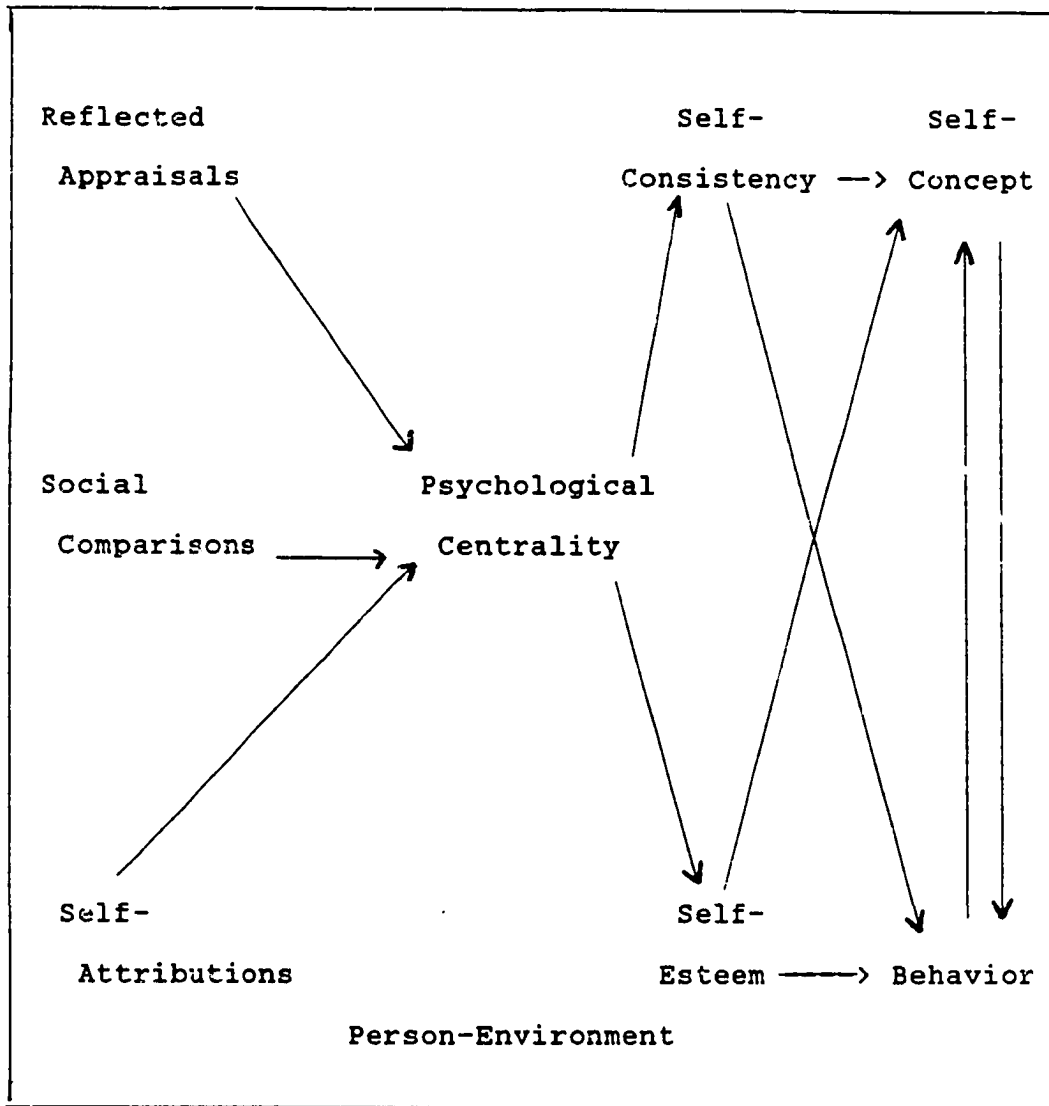 Reflected
Appraisals
Self-
Consistency —> Concept
Self-
Social
Comparisons
Psychological
Centrality
Self-
Attributions
Self-
Esteem —> Behavior
Person-Environment